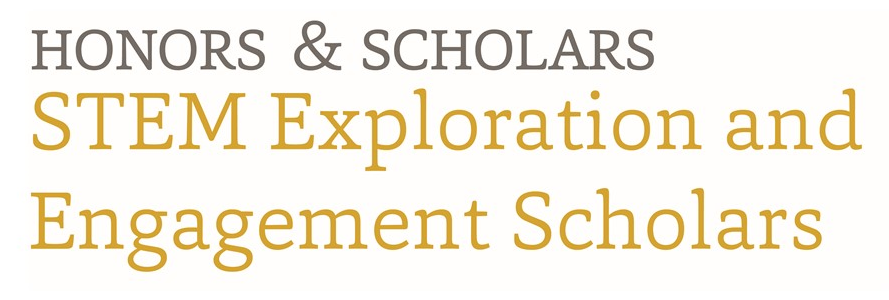 HONORS & SCHOLARS
STEM Exploration and
Engagement Scholars